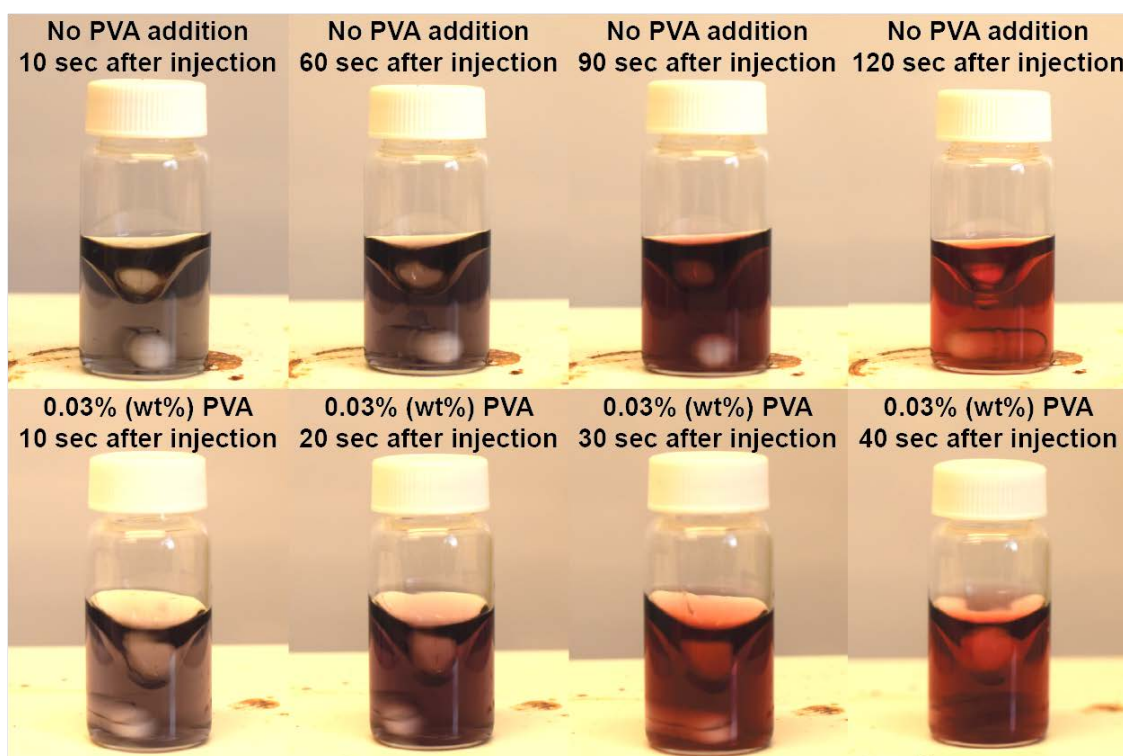 No PVA addition
10 sec after injection
No PVA addition
60 sec after injection
No PVA addition
90 sec after injection
No PVA addition
120 sec after injection
0.03% (wt%) PVA
10 sec after injection
0.03% (wt%) PVA
20 sec after injection
0.03% (wt%) PVA
30 sec after injection
0.03% (wt%) PVA
40 sec after injection